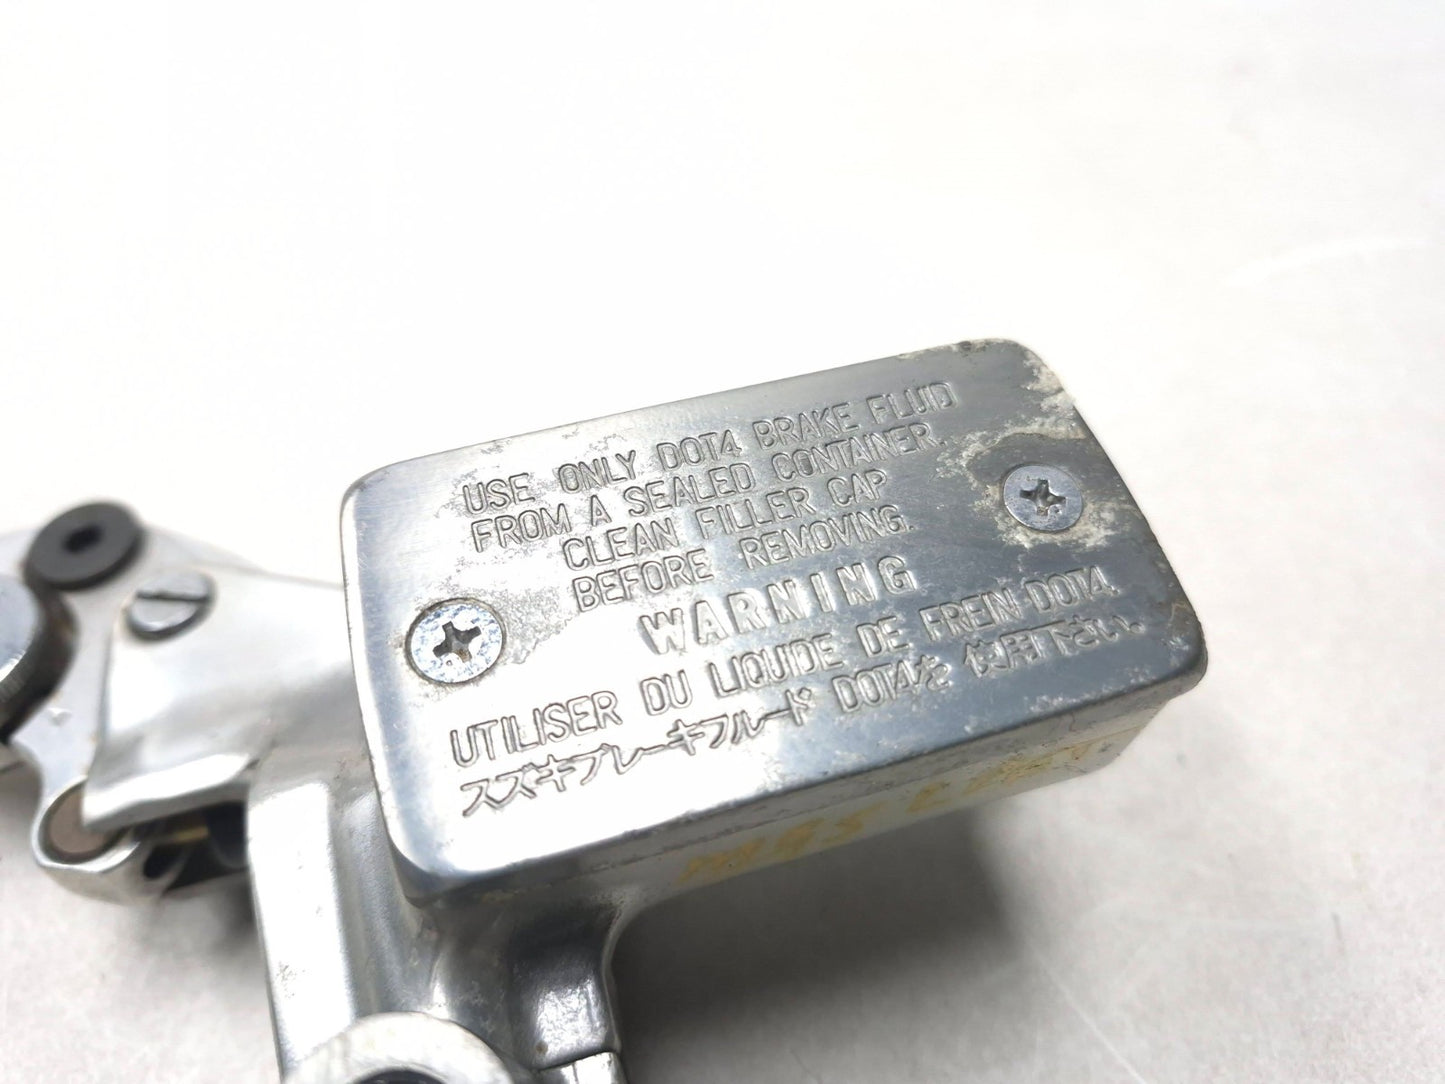 USE ONLY DOT4 BRAKE FLUID
FROM A SEALED CONTAINER.
CLEAN FILLER CAP
BEFORE REMOVING.
WARNING
UTILISER DU LIQUIDE DE FREIN DOT4.
スズキブレーキフルード DOT4を使用下さい。